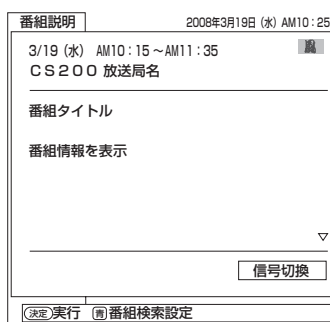 番組説明 2008年3月19日（水）AM10：25
3/19（水） AM10：15～AM11：35
CS200 放送局名
番組タイトル
番組情報を表示
信号切換
決定 実行 青 番組検索設定